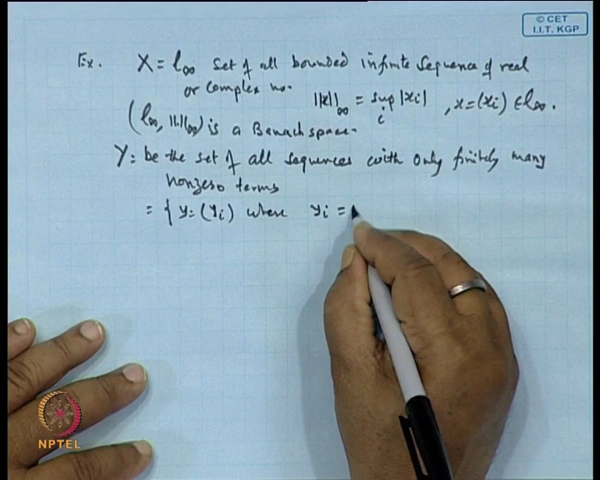 © CET
I.I.T. KGP
Ex. X = l∞ set of all bounded infinite sequence of real
or complex no.
||x||∞ = sup |xi| , x=(xi) ∈ l∞.
i
(l∞, ||·||∞) is a Banach space.
Y = be the set of all sequences with only finitely many
nonzero terms
= { y = (yi) where yi =
NPTEL